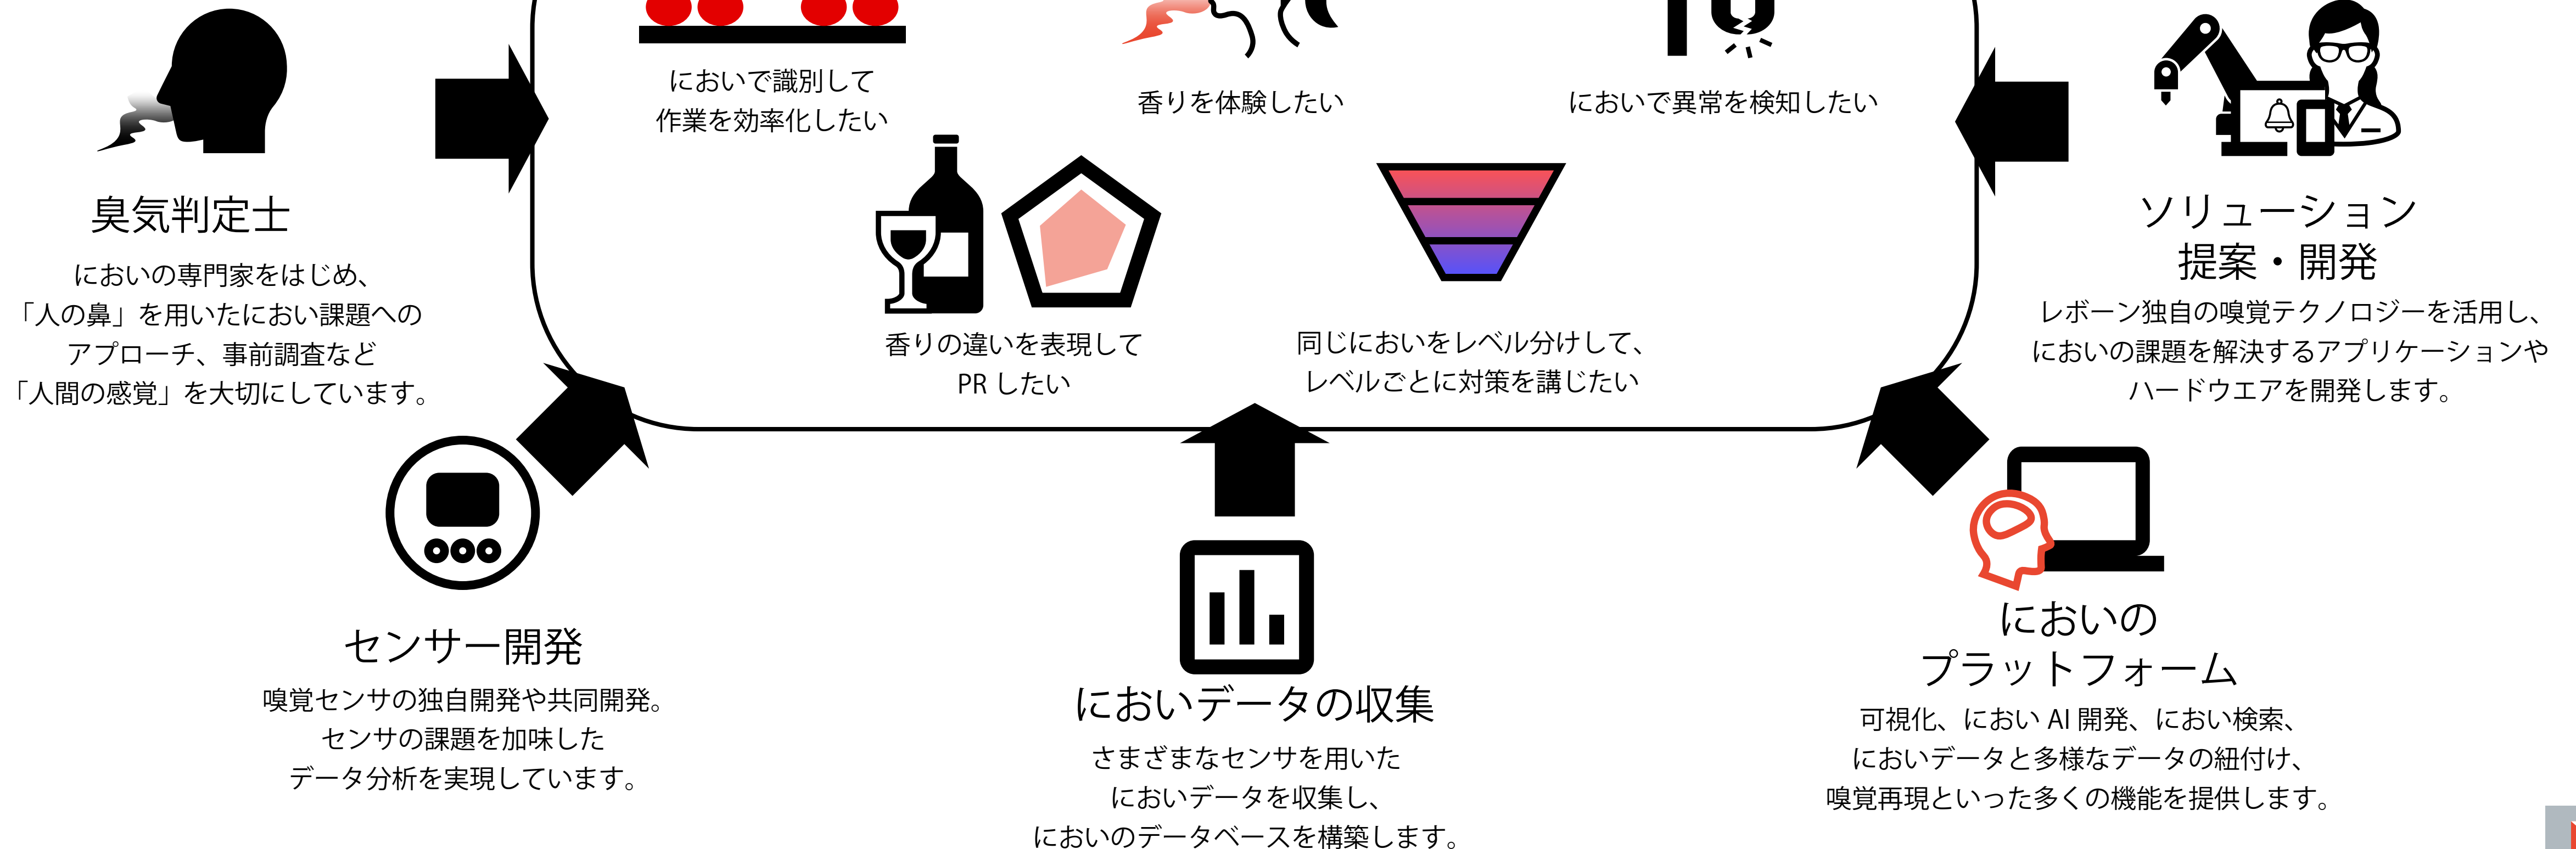 においで識別して
作業を効率化したい
香りを体験したい
においで異常を検知したい
香りの違いを表現して
PR したい
同じにおいをレベル分けして、
レベルごとに対策を講じたい
臭気判定士
においの専門家をはじめ、
「人の鼻」を用いたにおい課題への
アプローチ、事前調査など
「人間の感覚」を大切にしています。
ソリューション
提案・開発
レボーン独自の嗅覚テクノロジーを活用し、
においの課題を解決するアプリケーションや
ハードウエアを開発します。
センサー開発
嗅覚センサの独自開発や共同開発。
センサの課題を加味した
データ分析を実現しています。
においデータの収集
さまざまなセンサを用いた
においデータを収集し、
においのデータベースを構築します。
においの
プラットフォーム
可視化、におい AI 開発、におい検索、
においデータと多様なデータの紐付け、
嗅覚再現といった多くの機能を提供します。